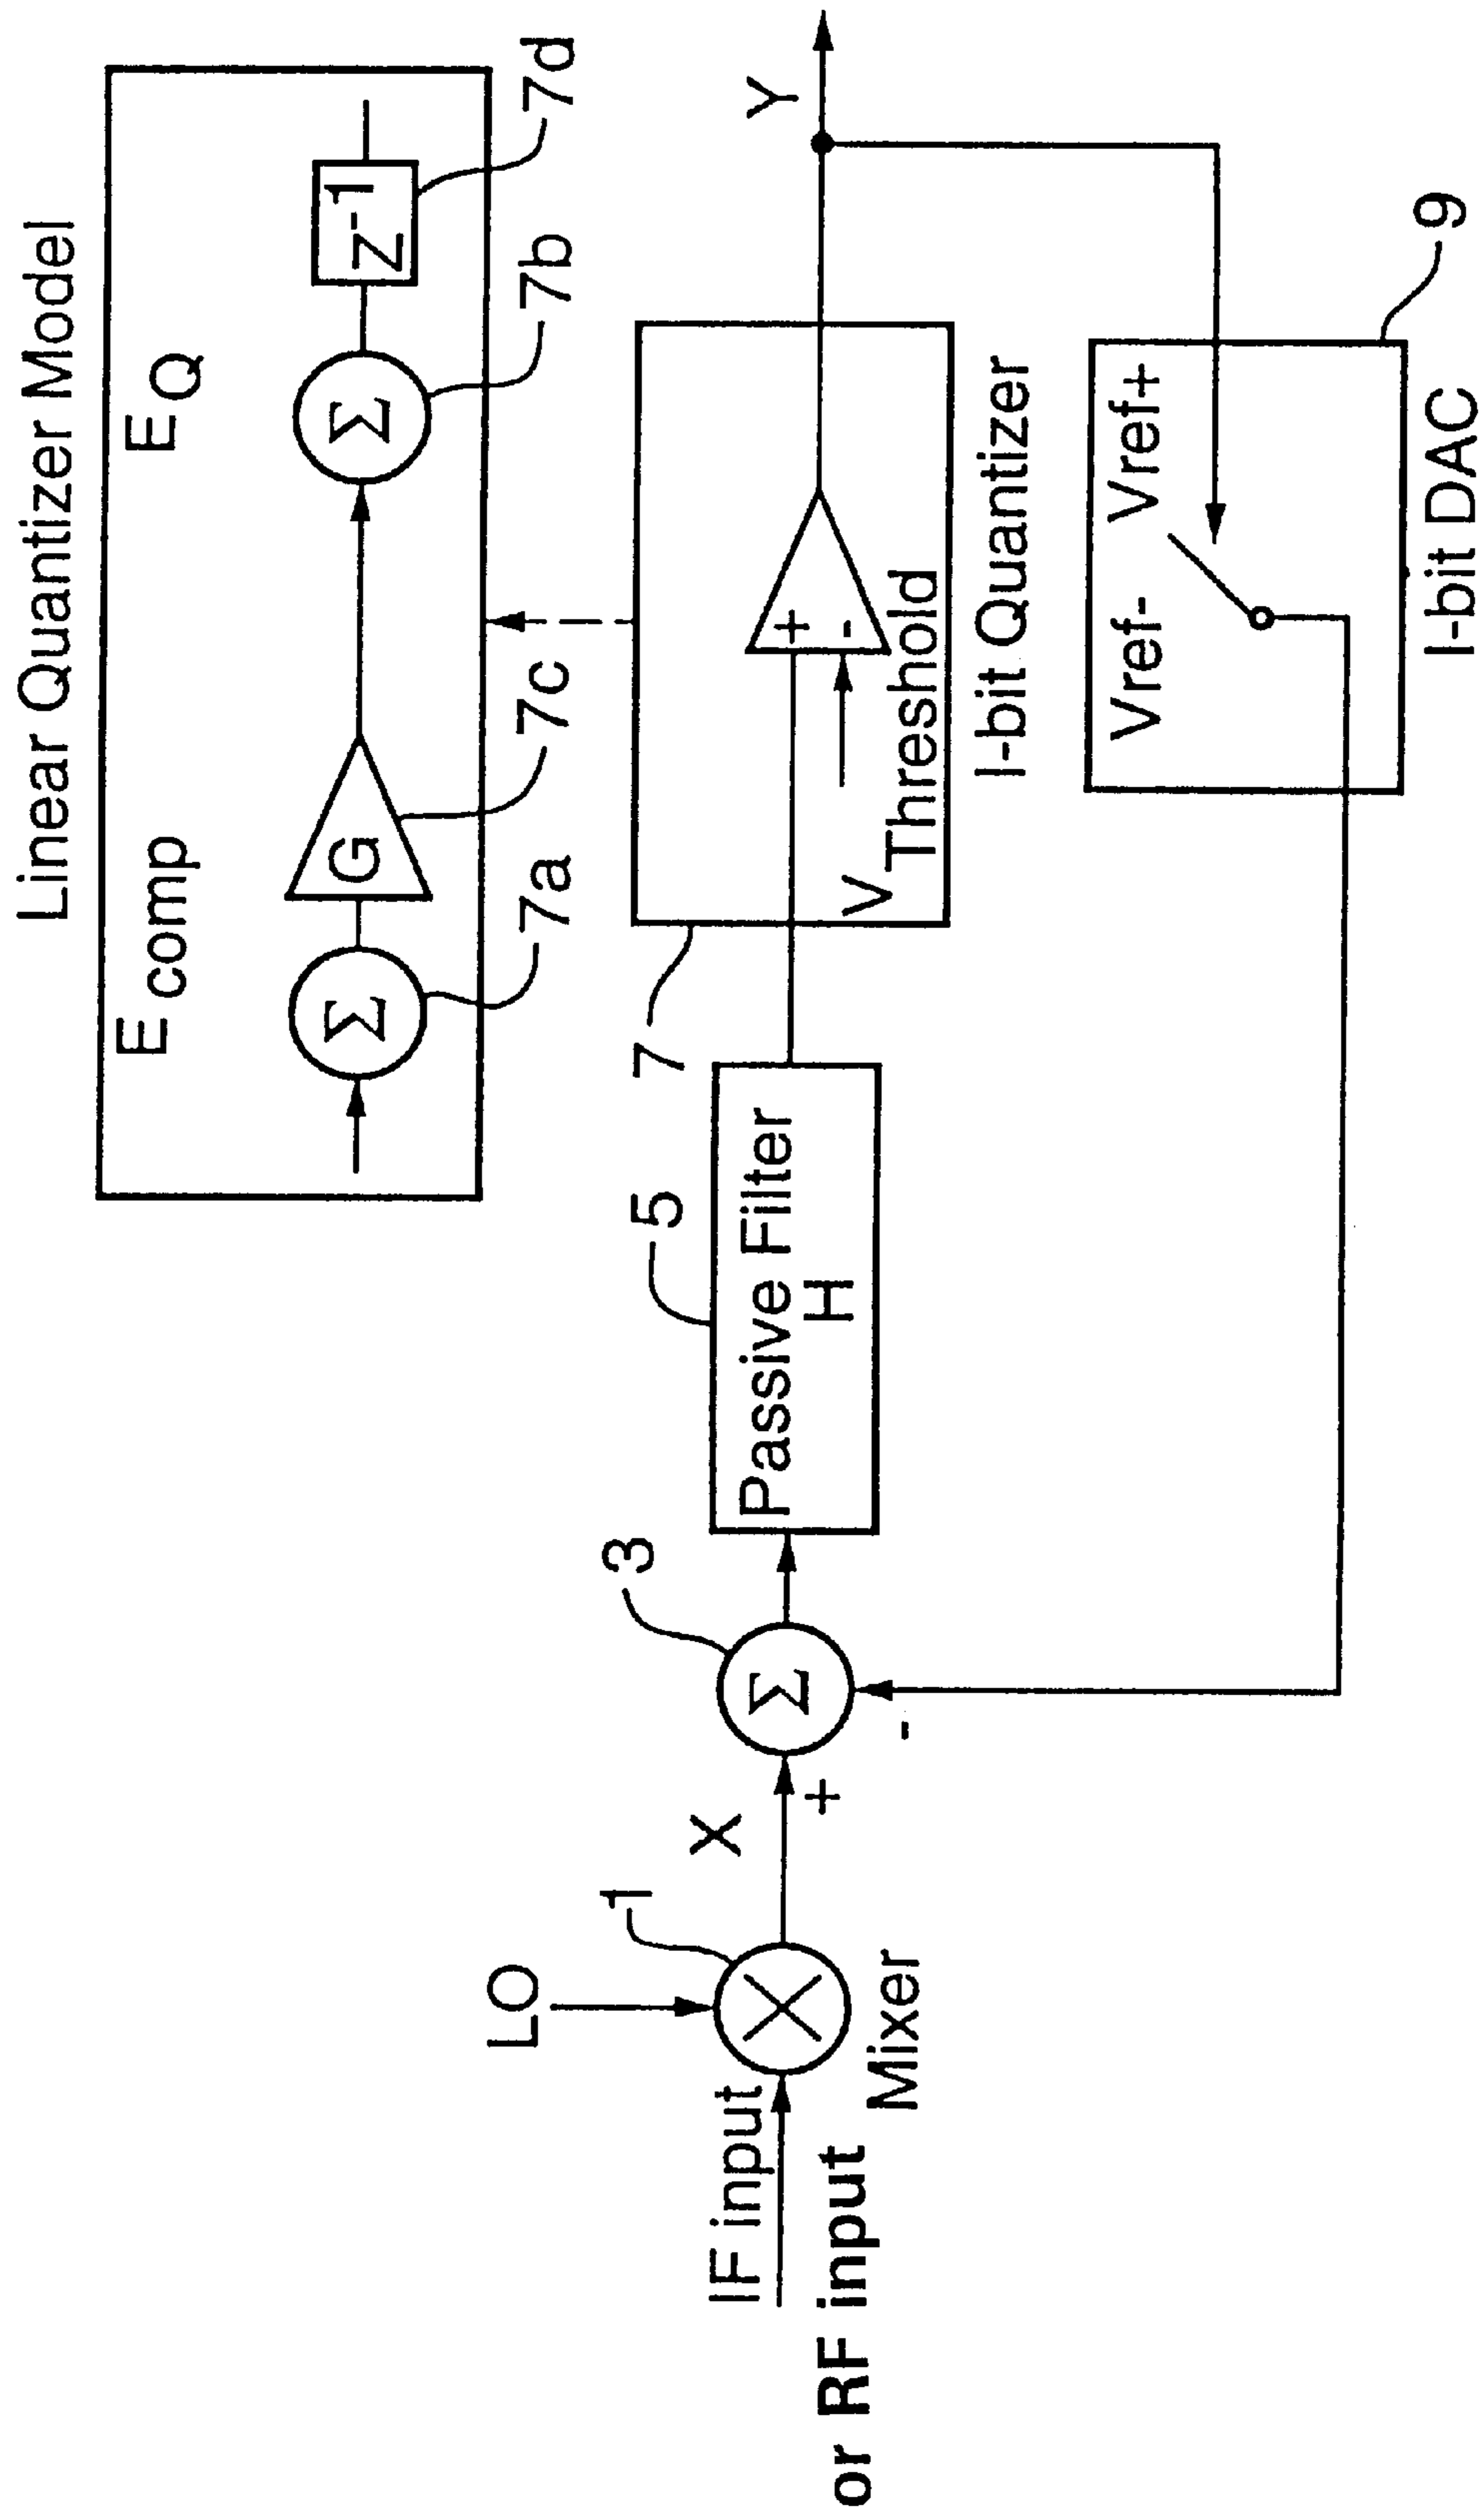 Linear Quantizer Model
E comp
E Q
Σ
G
Σ
z-1
7a
7c
7b
7d
LO
1
X
3
5
7
Y
IF input
or RF input
Mixer
+
-
Σ
Passive Filter
H
+
-
V Threshold
I-bit Quantizer
Vref-
Vref+
9
I-bit DAC